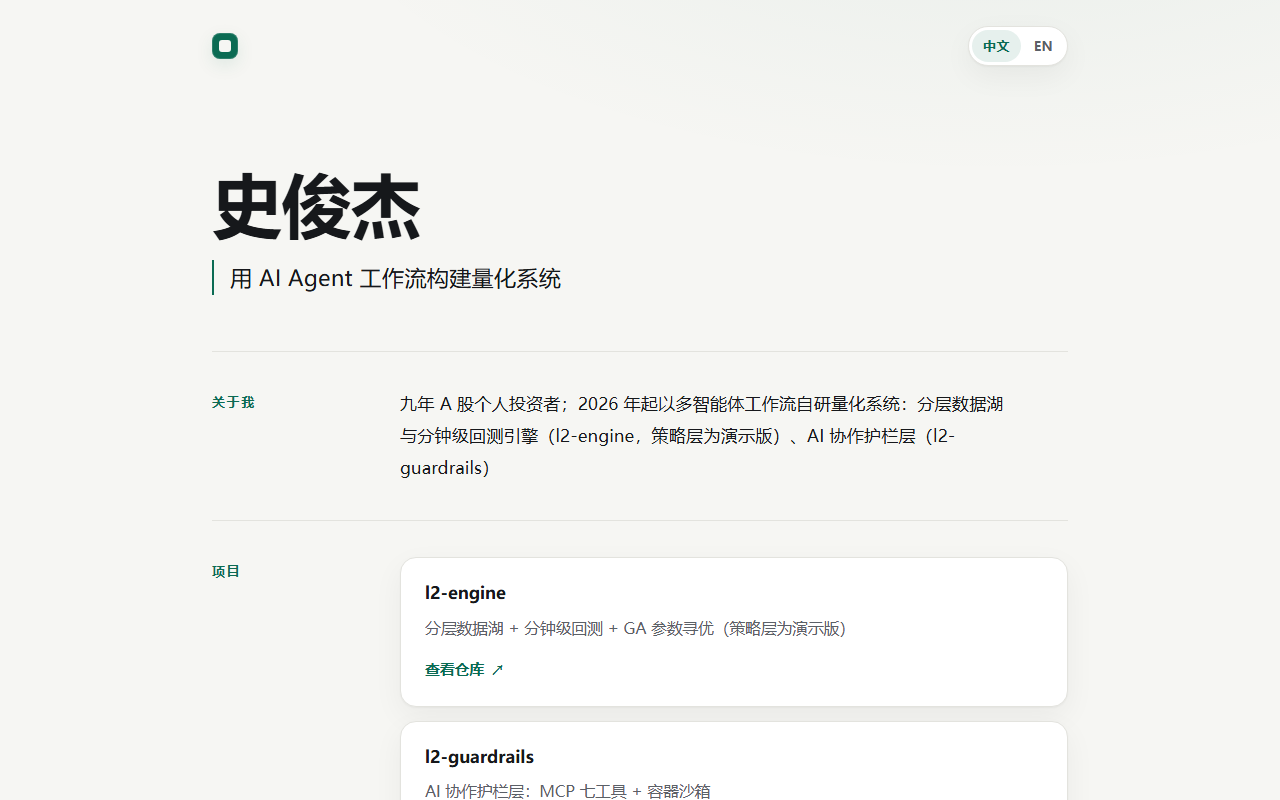 中文 EN
史俊杰
用 AI Agent 工作流构建量化系统
关于我
九年 A 股个人投资者；2026 年起以多智能体工作流自研量化系统：分层数据湖
与分钟级回测引擎（l2-engine，策略层为演示版）、AI 协作护栏层（l2-
guardrails）
项目
l2-engine
分层数据湖 + 分钟级回测 + GA 参数寻优（策略层为演示版）
查看仓库 ↗
l2-guardrails
AI 协作护栏层：MCP 七工具 + 容器沙箱